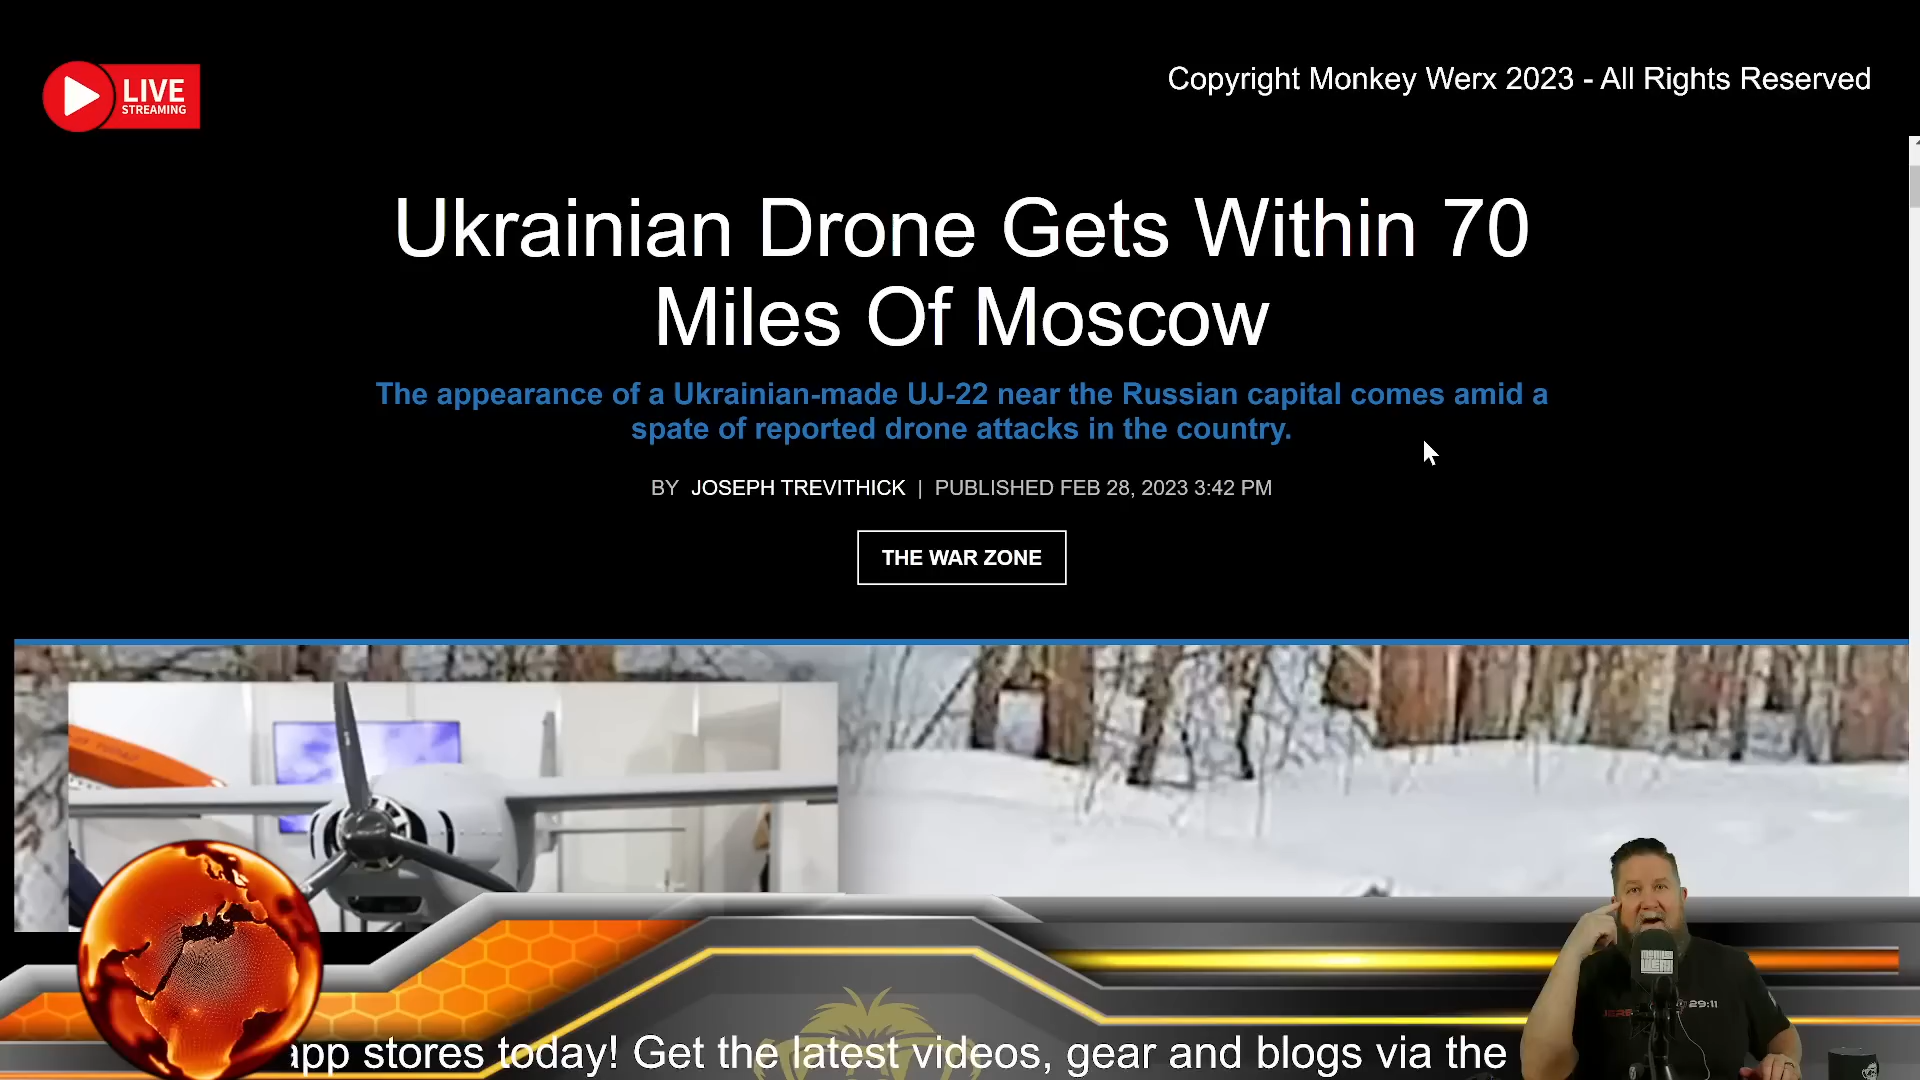 LIVE
STREAMING
Copyright Monkey Werx 2023 - All Rights Reserved
Ukrainian Drone Gets Within 70
Miles Of Moscow
The appearance of a Ukrainian-made UJ-22 near the Russian capital comes amid a
spate of reported drone attacks in the country.
BY JOSEPH TREVITHICK | PUBLISHED FEB 28, 2023 3:42 PM
THE WAR ZONE
29:11
app stores today! Get the latest videos, gear and blogs via the